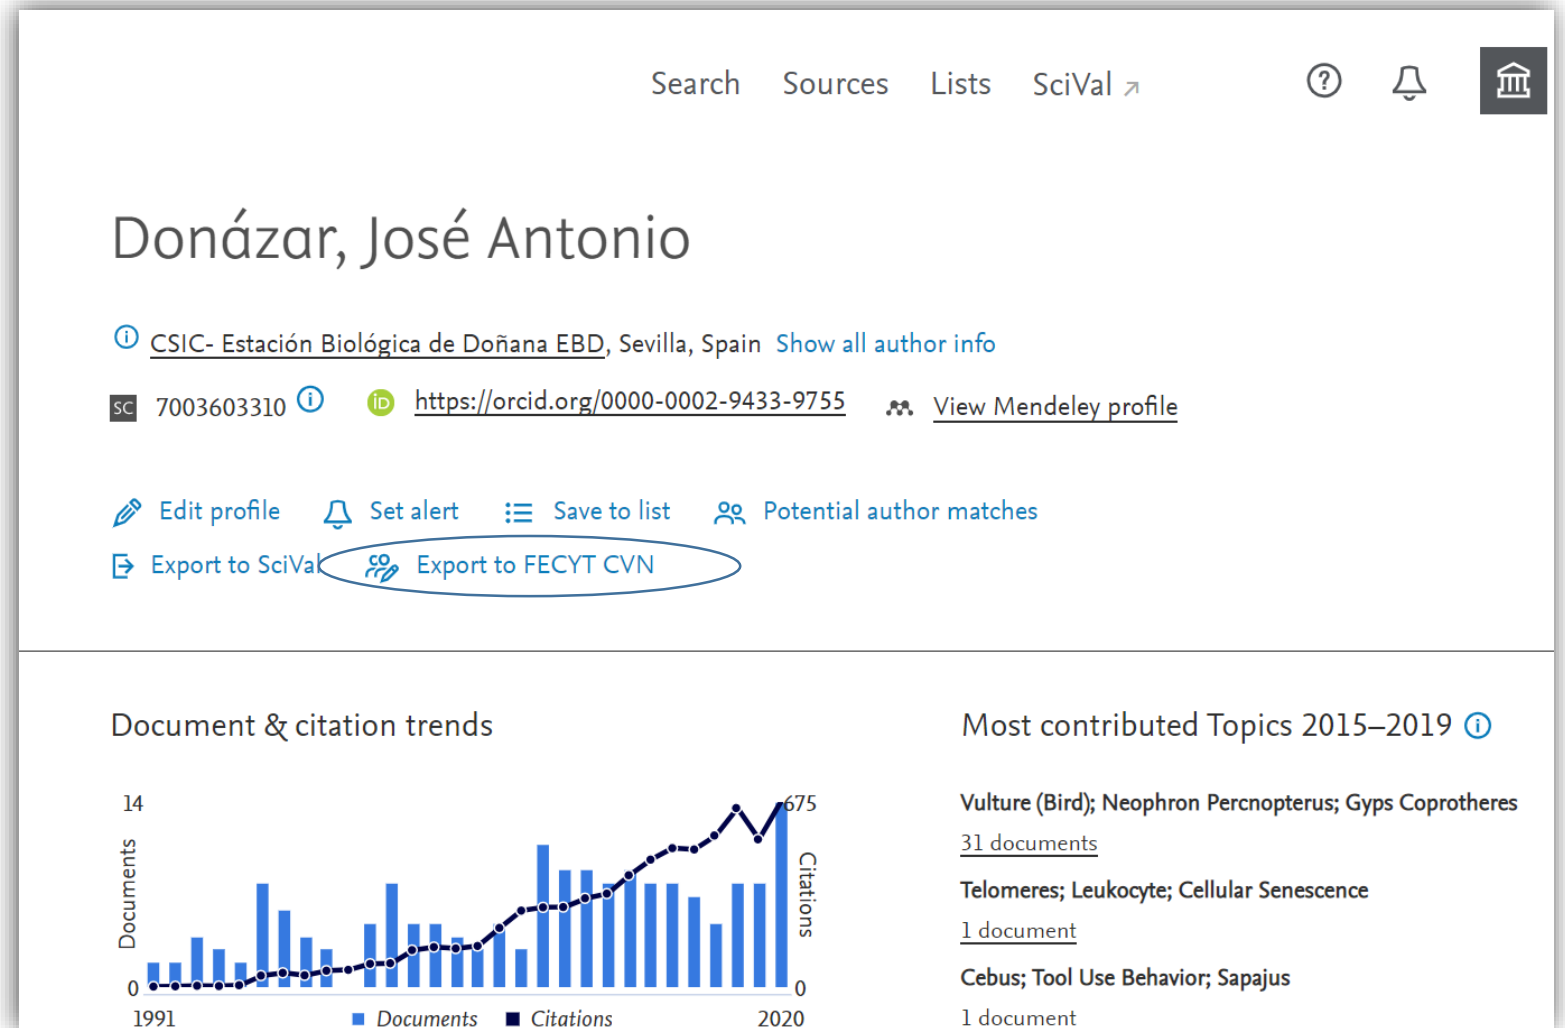 Search Sources Lists SciVal
Donázar, José Antonio
CSIC- Estación Biológica de Doñana EBD, Sevilla, Spain Show all author info
SC 7003603310 iD https://orcid.org/0000-0002-9433-9755 View Mendeley profile
Edit profile Set alert Save to list Potential author matches
Export to SciVal Export to FECYT CVN
Document & citation trends
14
675
Documents
Citations
0
0
1991
2020
Documents Citations
Most contributed Topics 2015–2019
Vulture (Bird); Neophron Percnopterus; Gyps Coprotheres
31 documents
Telomeres; Leukocyte; Cellular Senescence
1 document
Cebus; Tool Use Behavior; Sapajus
1 document